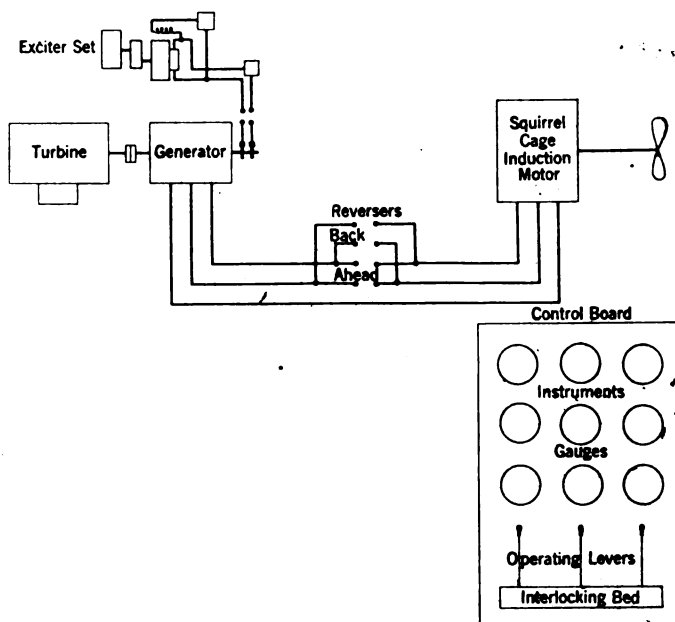 Exciter Set
Turbine
Generator
Squirrel
Cage
Induction
Motor
Reversers
Back
Ahead
Control Board
Instruments
Gauges
Operating Levers
Interlocking Bed